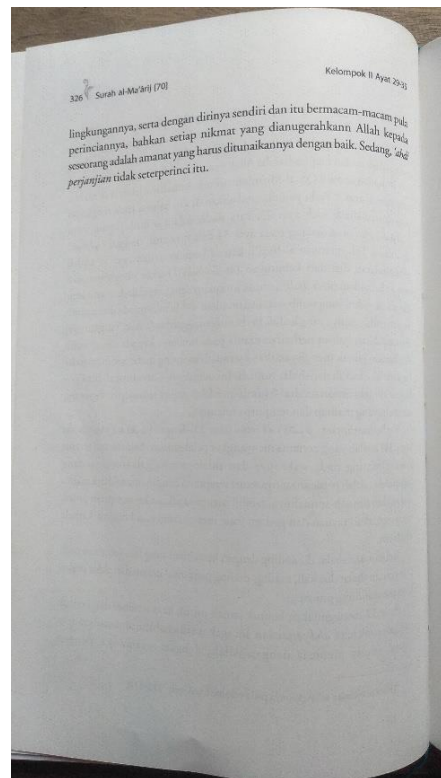 326 Surah al-Ma'ârij [70]
Kelompok II Ayat 29-35
lingkungannya, serta dengan dirinya sendiri dan itu bermacam-macam pula
perinciannya, bahkan setiap nikmat yang dianugerahkann Allah kepada
seseorang adalah amanat yang harus ditunaikannya dengan baik. Sedang, 'ahd/
perjanjian tidak seterperinci itu.